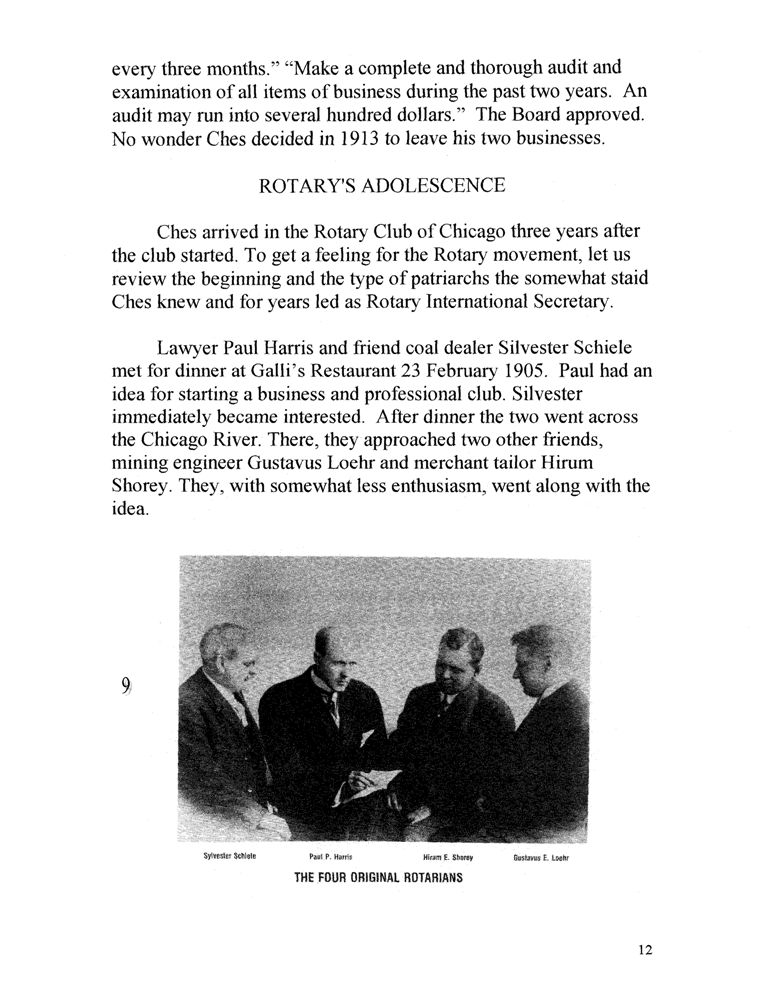 every three months.” “Make a complete and thorough audit and
examination of all items of business during the past two years. An
audit may run into several hundred dollars.” The Board approved.
No wonder Ches decided in 1913 to leave his two businesses.
ROTARY'S ADOLESCENCE
Ches arrived in the Rotary Club of Chicago three years after
the club started. To get a feeling for the Rotary movement, let us
review the beginning and the type of patriarchs the somewhat staid
Ches knew and for years led as Rotary International Secretary.
Lawyer Paul Harris and friend coal dealer Silvester Schiele
met for dinner at Galli’s Restaurant 23 February 1905. Paul had an
idea for starting a business and professional club. Silvester
immediately became interested. After dinner the two went across
the Chicago River. There, they approached two other friends,
mining engineer Gustavus Loehr and merchant tailor Hirum
Shorey. They, with somewhat less enthusiasm, went along with the
idea.
9
Sylvester Schiele Paul P. Harris Hiram E. Shorey Gustavus E. Loehr
THE FOUR ORIGINAL ROTARIANS
12